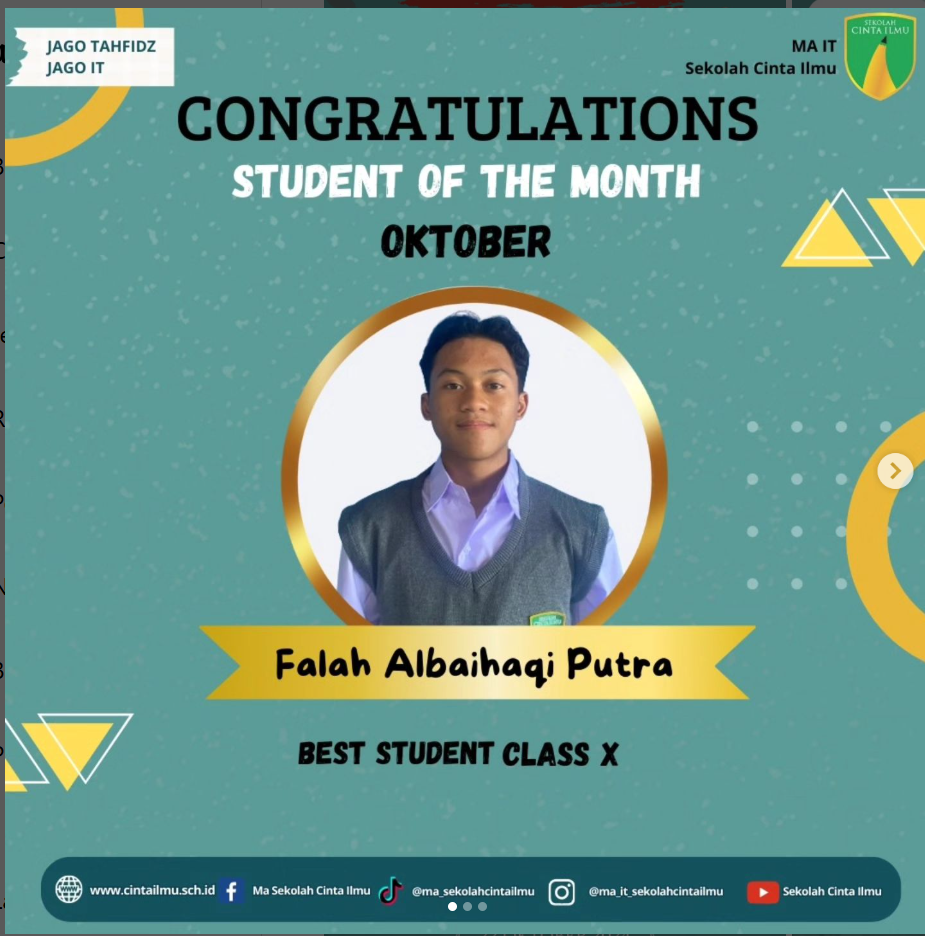 JAGO TAHFIDZ
JAGO IT
MA IT
Sekolah Cinta Ilmu
SEKOLAH
CINTA ILMU
CONGRATULATIONS
STUDENT OF THE MONTH
OKTOBER
Falah Albaihaqi Putra
BEST STUDENT CLASS X
www.cintailmu.sch.id
Ma Sekolah Cinta Ilmu
@ma_sekolahcintailmu
@ma_it_sekolahcintailmu
Sekolah Cinta Ilmu